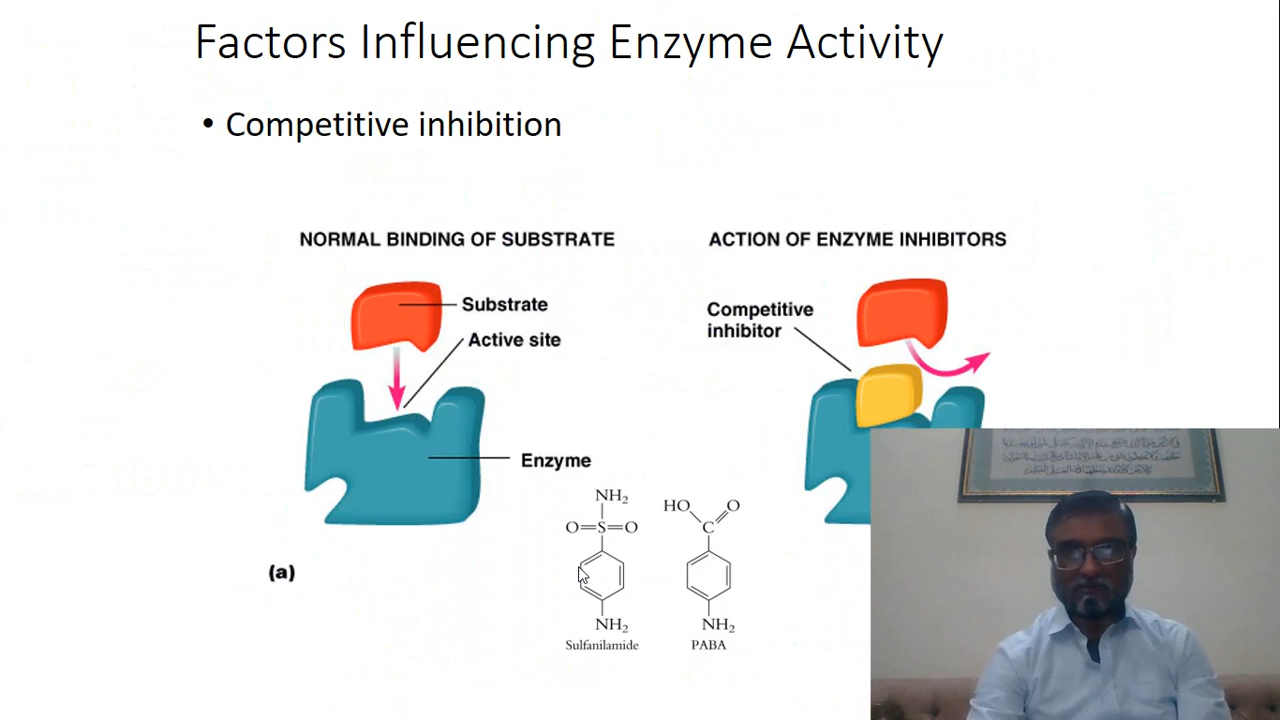 Factors Influencing Enzyme Activity
• Competitive inhibition
NORMAL BINDING OF SUBSTRATE
Substrate
Active site
Enzyme
(a)
ACTION OF ENZYME INHIBITORS
Competitive
inhibitor
NH₂
O=S=O
NH₂
Sulfanilamide
HO O
C
NH₂
PABA